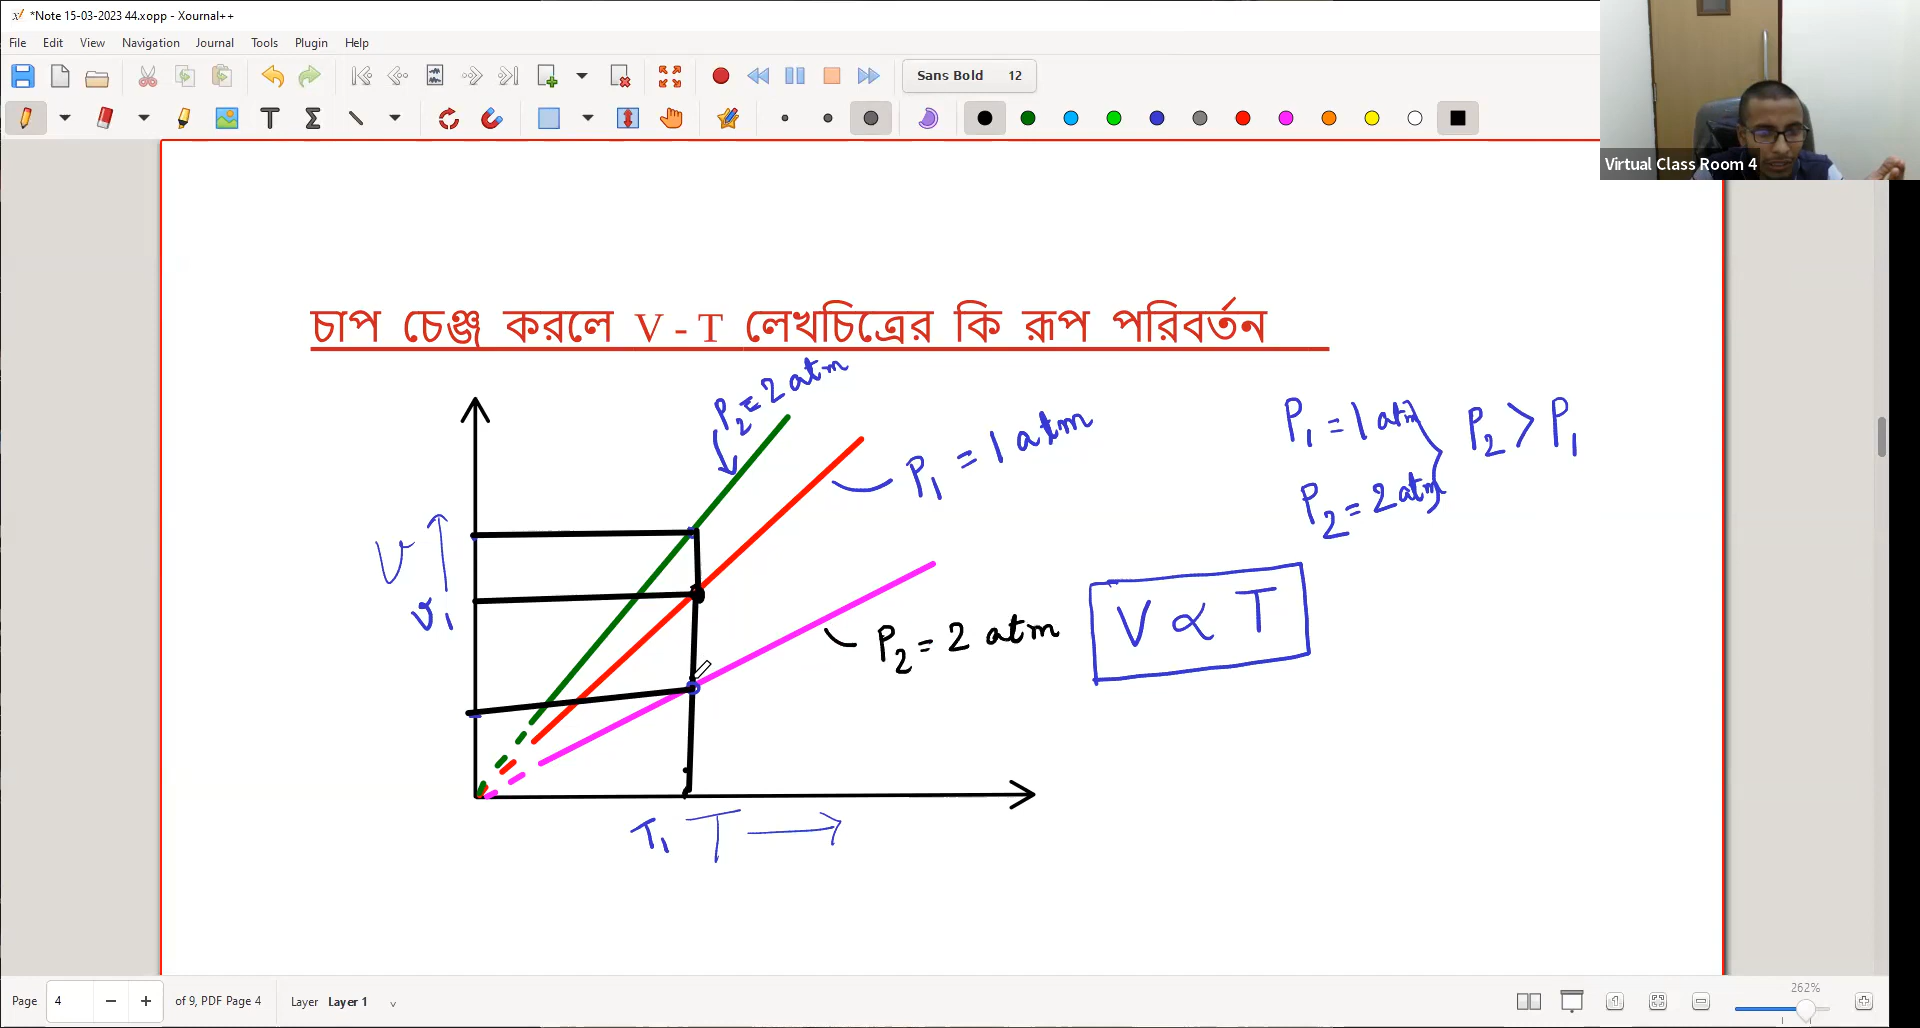 *Note 15-03-2023 44.xopp - Xournal++
File Edit View Navigation Journal Tools Plugin Help
Sans Bold 12
Virtual Class Room 4
চাপ চেঞ্জ করলে V - T লেখচিত্রের কি রূপ পরিবর্তন
P₂ = 2 atm
P₁ = 1 atm
P₁ = 1 atm
P₂ = 2 atm
P₂ > P₁
V
V₁
P₂ = 2 atm
V ∝ T
T₁ T
Page 4 of 9, PDF Page 4 Layer Layer 1
262%